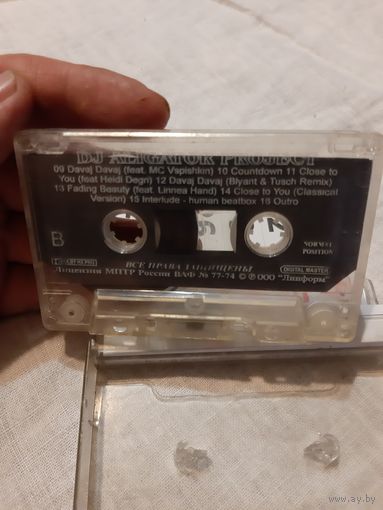 DJ ALIGATOR PROJECT
09 Davaj Davaj (feat. MC Vspishkin) 10 Countdown 11 Close to
You (feat Heidi Degn) 12 Davaj Davaj (Blyant & Tusch Remix)
13 Fading Beauty (feat. Linnea Hand) 14 Close to You (Classical
Version) 15 Interlude - human beatbox 16 Outro
B
NORMAL
POSITION
ВСЕ ПРАВА ЗАЩИЩЕНЫ
DIGITAL MASTER
Лицензия МПТР России ВАФ № 77-74 © ℗ ООО "Линформ"
www.ay.by